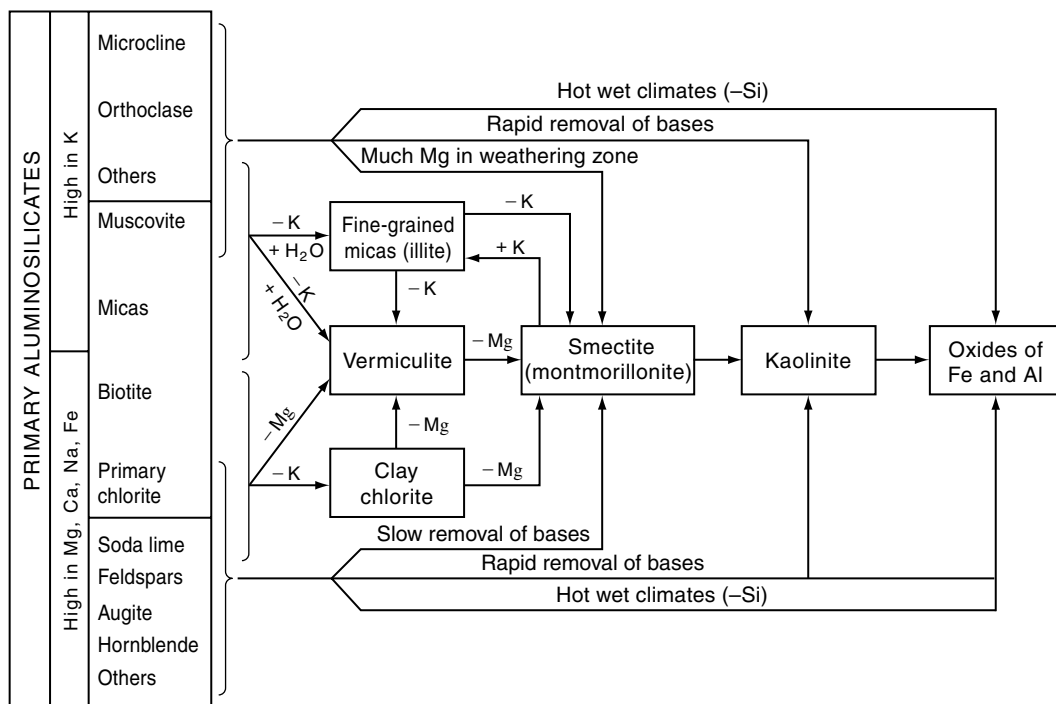 PRIMARY ALUMINOSILICATES
High in K
High in Mg, Ca, Na, Fe
Microcline
Orthoclase
Others
Muscovite
Micas
Biotite
Primary
chlorite
Soda lime
Feldspars
Augite
Hornblende
Others
Hot wet climates (–Si)
Rapid removal of bases
Much Mg in weathering zone
– K
+ H₂O
– K
+ H₂O
Fine-grained
micas (illite)
– K
+ K
– K
Vermiculite
– Mg
Smectite
(montmorillonite)
Kaolinite
Oxides of
Fe and Al
– Mg
– K
– Mg
Clay
chlorite
– Mg
Slow removal of bases
Rapid removal of bases
Hot wet climates (–Si)